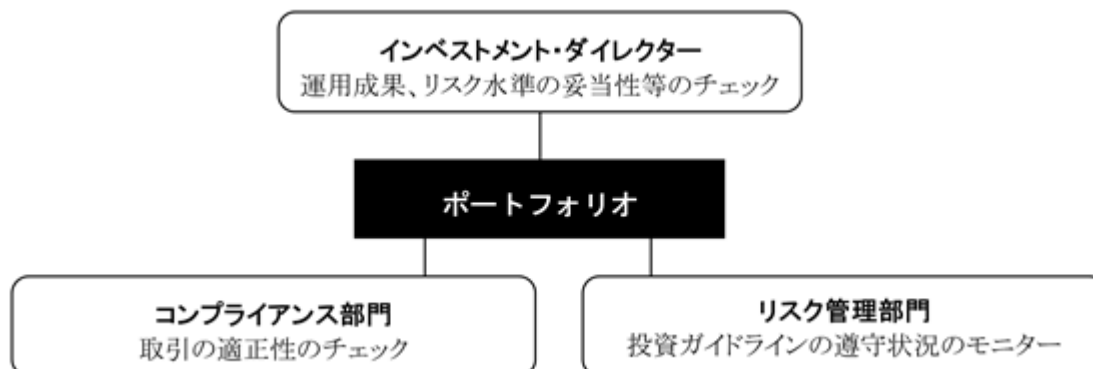 インベストメント・ダイレクター
運用成果、リスク水準の妥当性等のチェック
ポートフォリオ
コンプライアンス部門
取引の適正性のチェック
リスク管理部門
投資ガイドラインの遵守状況のモニター